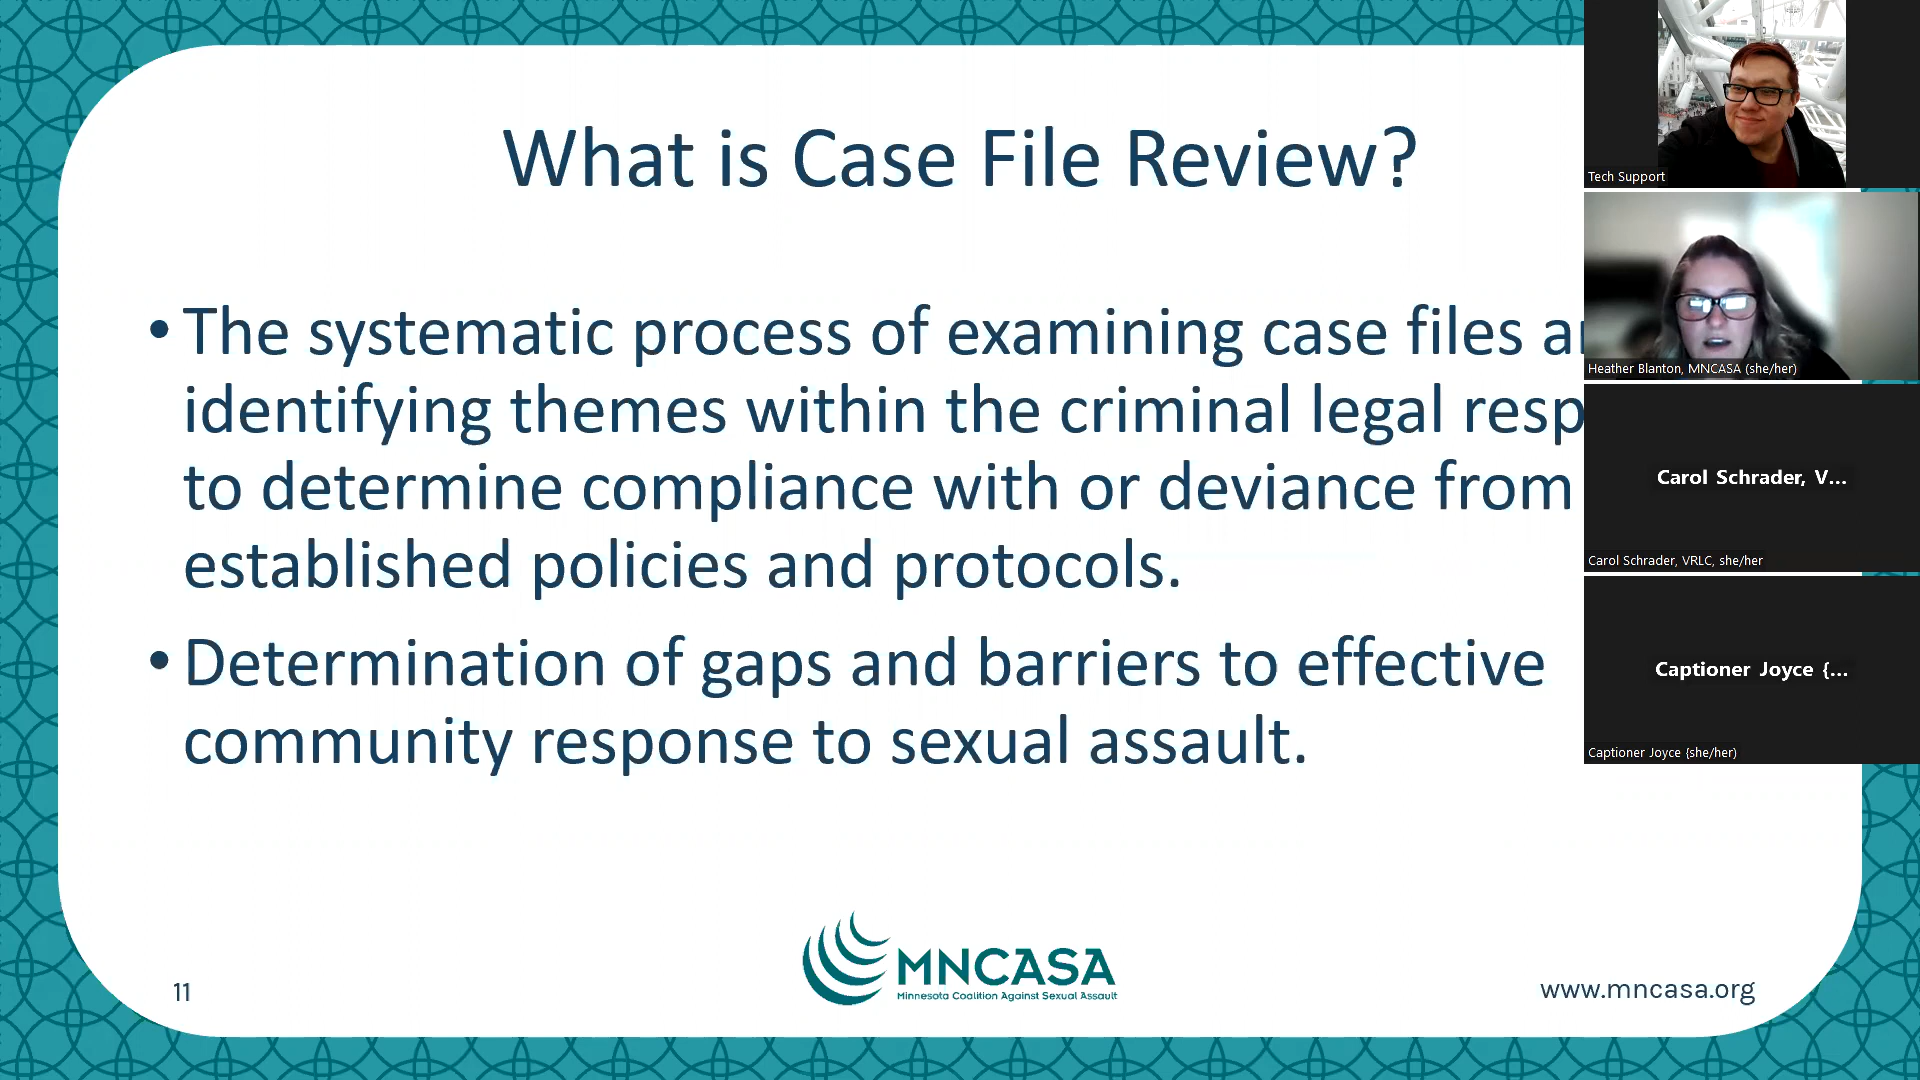 What is Case File Review?
• The systematic process of examining case files
identifying themes within the criminal legal
to determine compliance with or deviance from
established policies and protocols.
• Determination of gaps and barriers to effective
community response to sexual assault.
11
MNCASA
Minnesota Coalition Against Sexual Assault
www.mncasa.org
Tech Support
Heather Blanton, MNCASA (she/her)
Carol Schrader, V...
Carol Schrader, VRLC, she/her
Captioner Joyce {...
Captioner Joyce {she/her)